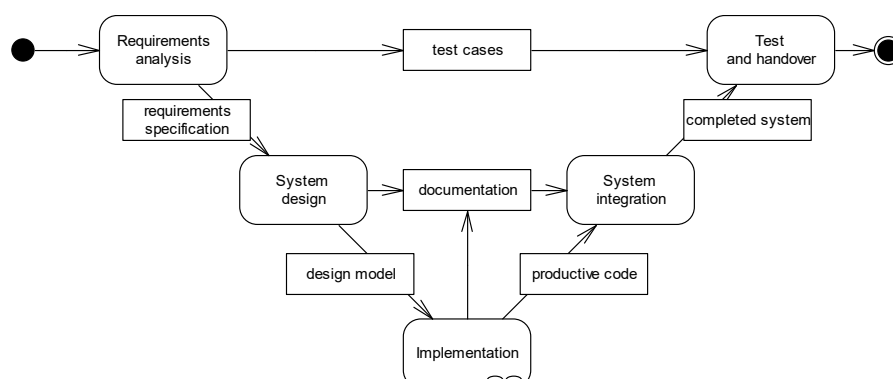 Requirements
analysis
test cases
Test
and handover
requirements
specification
completed system
System
design
documentation
System
integration
design model
productive code
Implementation